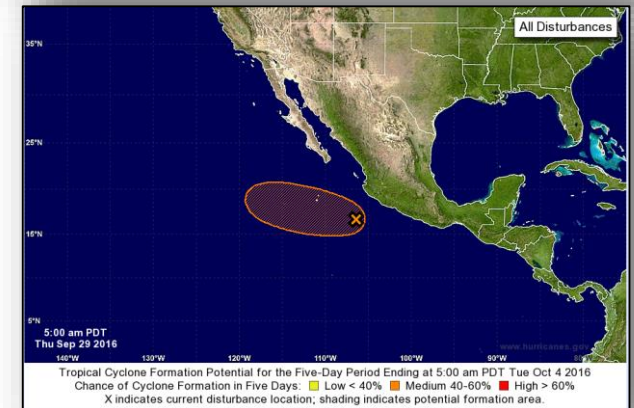 All Disturbances
35°N
25°N
15°N
5°N
5:00 am PDT
Thu Sep 29 2016
www.hurricanes.gov
140°W 130°W 120°W 110°W 100°W 90°W 80°
Tropical Cyclone Formation Potential for the Five-Day Period Ending at 5:00 am PDT Tue Oct 4 2016
Chance of Cyclone Formation in Five Days: Low < 40% Medium 40-60% High > 60%
X indicates current disturbance location; shading indicates potential formation area.